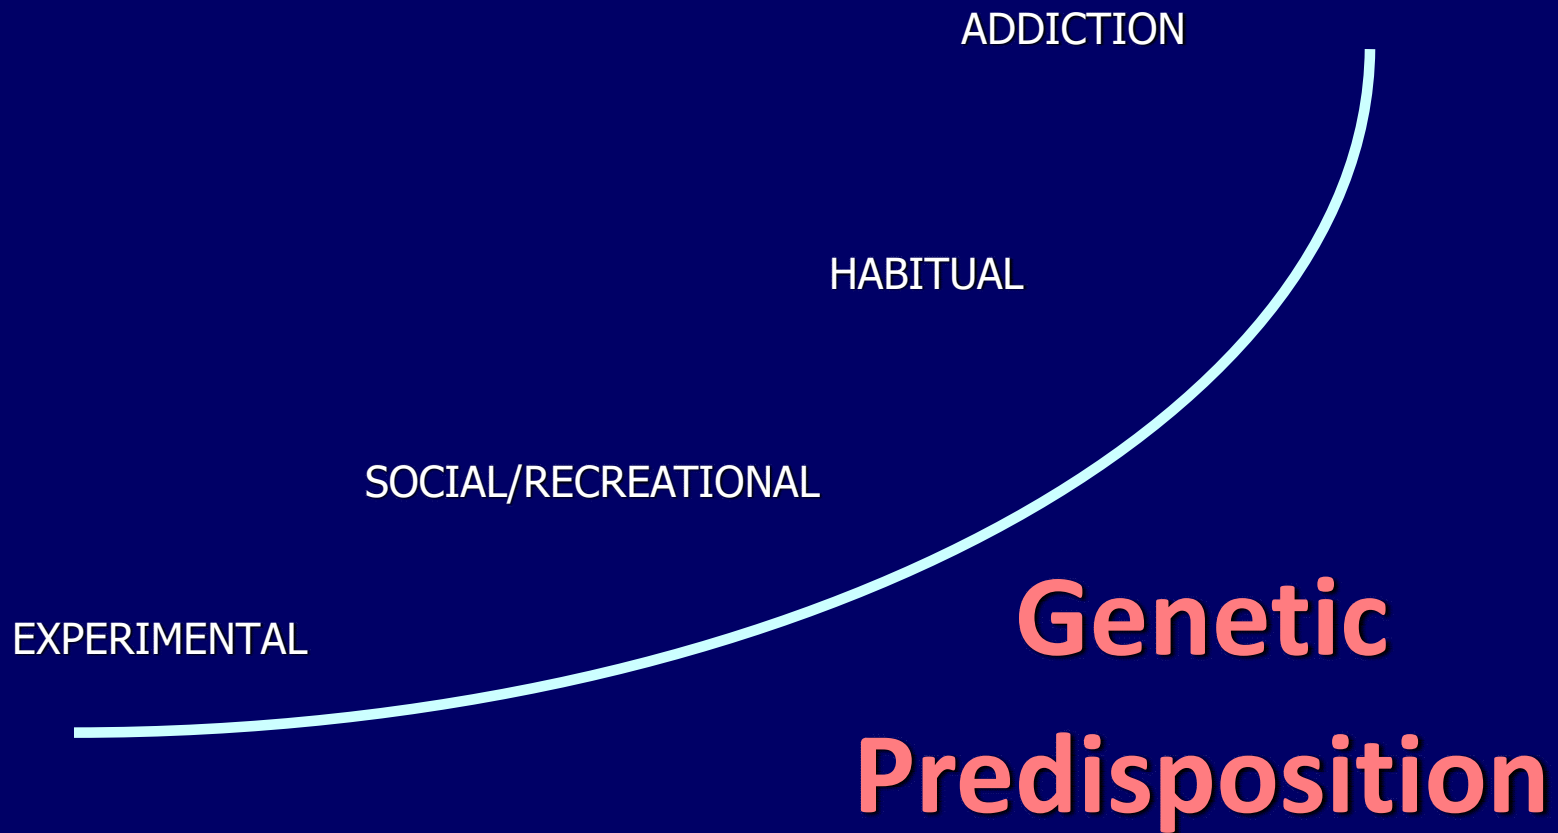 ADDICTION
HABITUAL
SOCIAL/RECREATIONAL
EXPERIMENTAL
Genetic
Predisposition